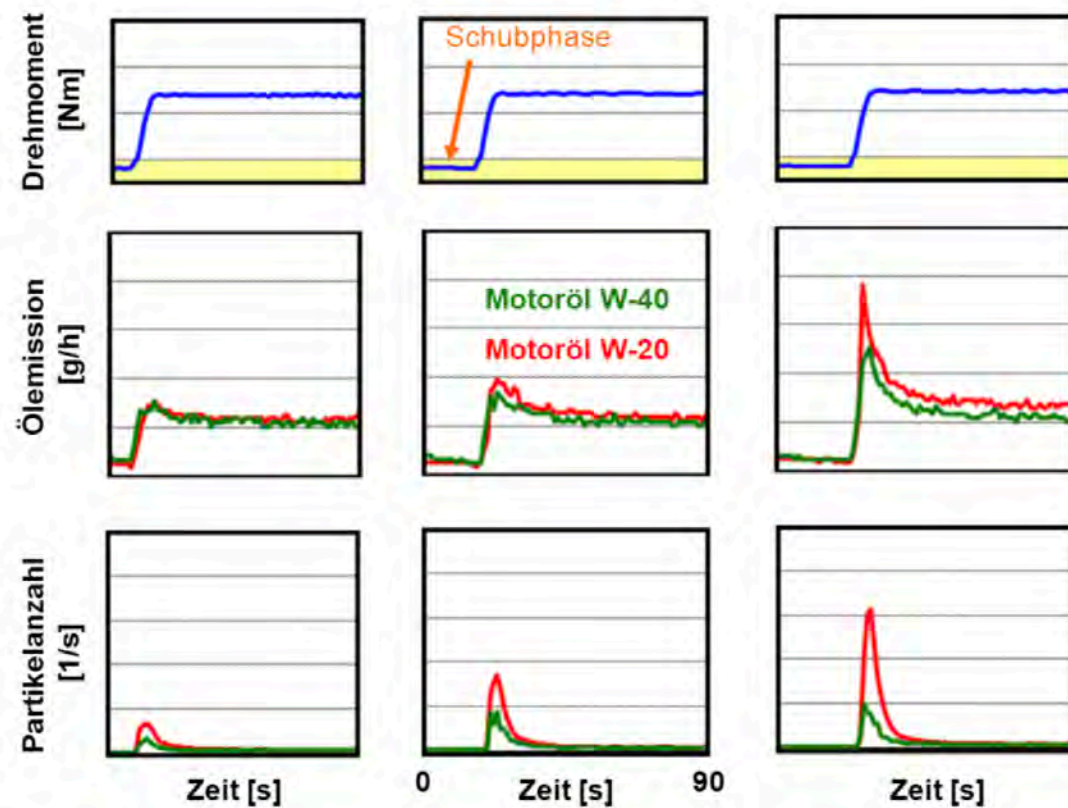 Drehmoment
[Nm]
Schubphase
Ölemission
[g/h]
Motoröl W-40
Motoröl W-20
Partikelanzahl
[1/s]
Zeit [s]
0
Zeit [s]
90
Zeit [s]